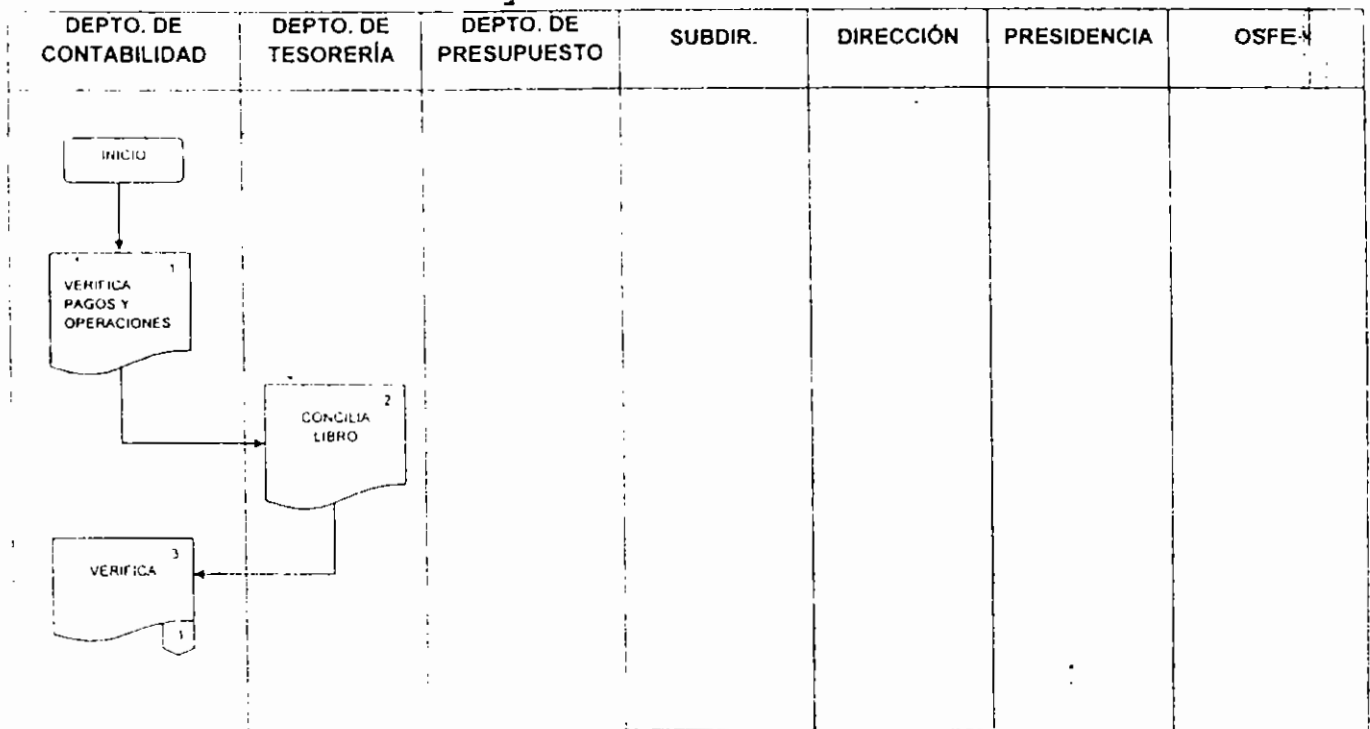 DEPTO. DE
CONTABILIDAD
DEPTO. DE
TESORERÍA
DEPTO. DE
PRESUPUESTO
SUBDIR.
DIRECCIÓN
PRESIDENCIA
OSFE
INICIO
1
VERIFICA
PAGOS Y
OPERACIONES
2
CONCILIA
LIBRO
3
VERIFICA
1